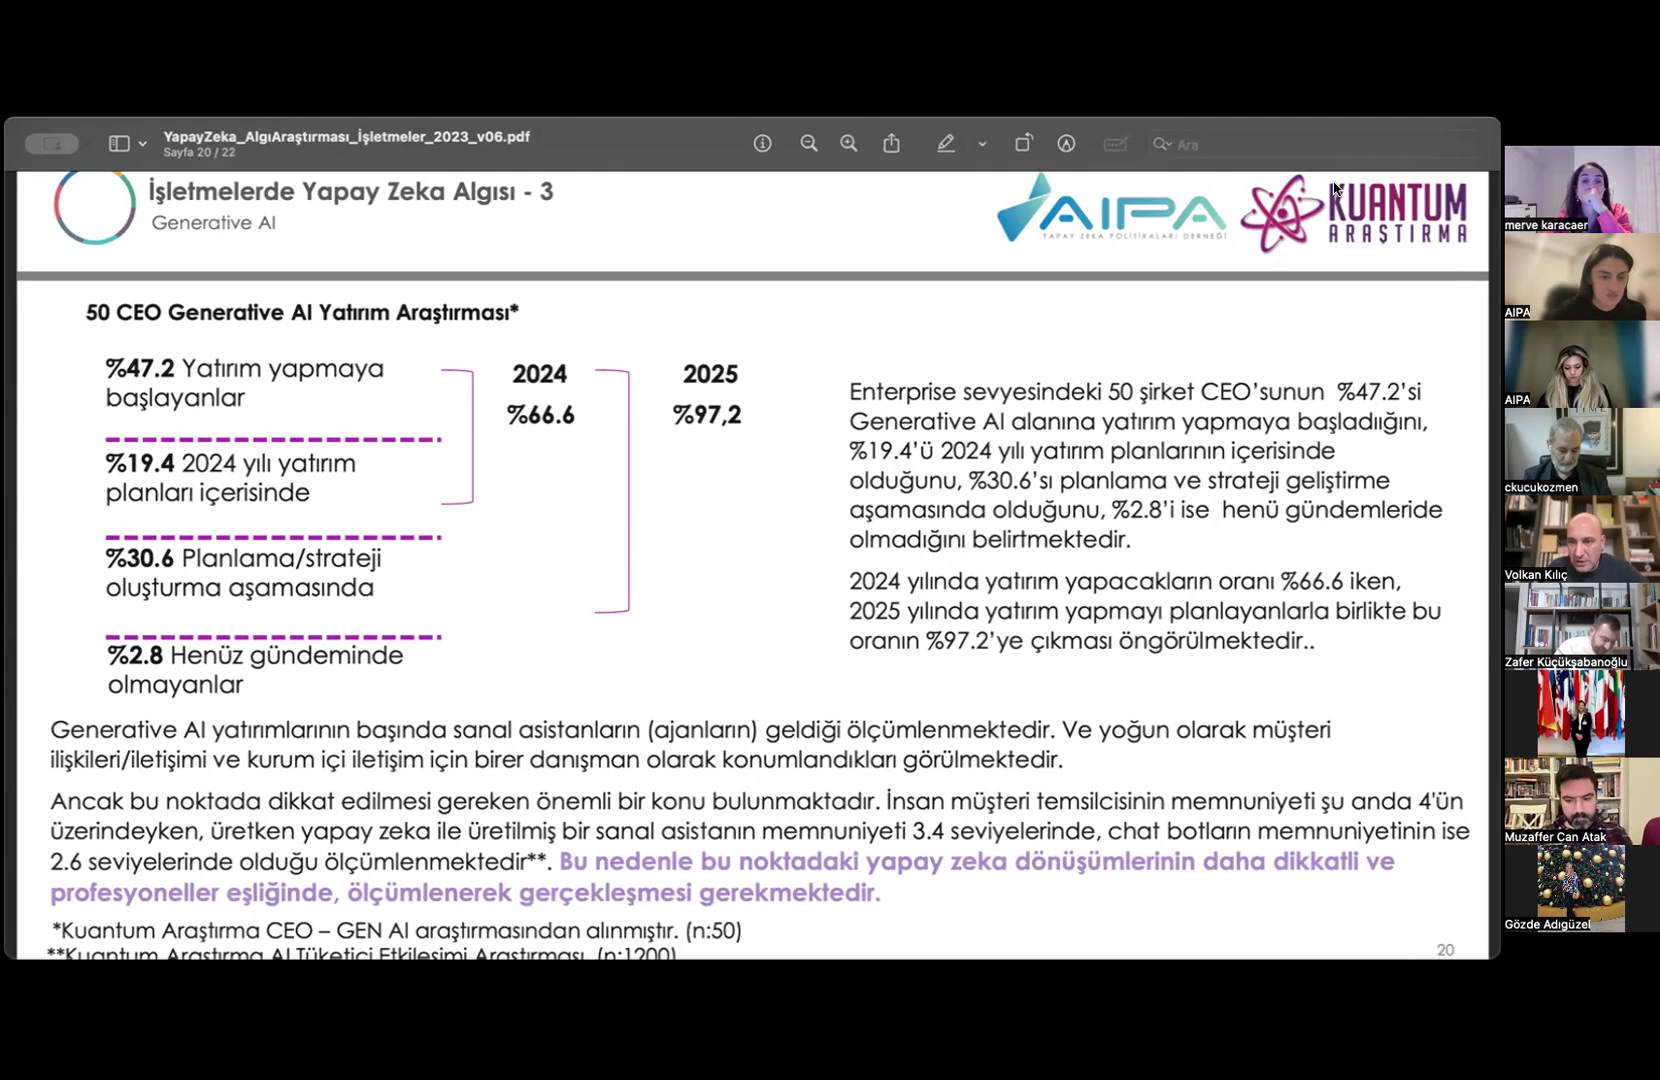 YapayZeka_AlgıAraştırması_İşletmeler_2023_v06.pdf
Sayfa 20 / 22
Ara
İşletmelerde Yapay Zeka Algısı - 3
Generative AI
AIPA
YAPAY ZEKA POLİTİKALARI DERNEĞİ
KUANTUM
ARAŞTIRMA
50 CEO Generative AI Yatırım Araştırması*
%47.2 Yatırım yapmaya
başlayanlar
%19.4 2024 yılı yatırım
planları içerisinde
%30.6 Planlama/strateji
oluşturma aşamasında
%2.8 Henüz gündeminde
olmayanlar
2024
%66.6
2025
%97,2
Enterprise sevyesindeki 50 şirket CEO’sunun %47.2’si
Generative AI alanına yatırım yapmaya başladıığını,
%19.4’ü 2024 yılı yatırım planlarının içerisinde
olduğunu, %30.6’sı planlama ve strateji geliştirme
aşamasında olduğunu, %2.8’i ise henü gündemleride
olmadığını belirtmektedir.
2024 yılında yatırım yapacakların oranı %66.6 iken,
2025 yılında yatırım yapmayı planlayanlarla birlikte bu
oranın %97.2’ye çıkması öngörülmektedir..
Generative AI yatırımlarının başında sanal asistanların (ajanların) geldiği ölçümlenmektedir. Ve yoğun olarak müşteri
ilişkileri/iletişimi ve kurum içi iletişim için birer danışman olarak konumlandıkları görülmektedir.
Ancak bu noktada dikkat edilmesi gereken önemli bir konu bulunmaktadır. İnsan müşteri temsilcisinin memnuniyeti şu anda 4'ün
üzerindeyken, üretken yapay zeka ile üretilmiş bir sanal asistanın memnuniyeti 3.4 seviyelerinde, chat botların memnuniyetinin ise
2.6 seviyelerinde olduğu ölçümlenmektedir**. Bu nedenle bu noktadaki yapay zeka dönüşümlerinin daha dikkatli ve
profesyoneller eşliğinde, ölçümlenerek gerçekleşmesi gerekmektedir.
*Kuantum Araştırma CEO – GEN AI araştırmasından alınmıştır. (n:50)
**Kuantum Araştırma AI Tüketici Etkileşimi Araştırması. (n:1200)
20
merve karacaer
AIPA
AIPA
ckucukozmen
Volkan Kılıç
Zafer Küçükşabanoğlu
Muzaffer Can Atak
Gözde Adıgüzel